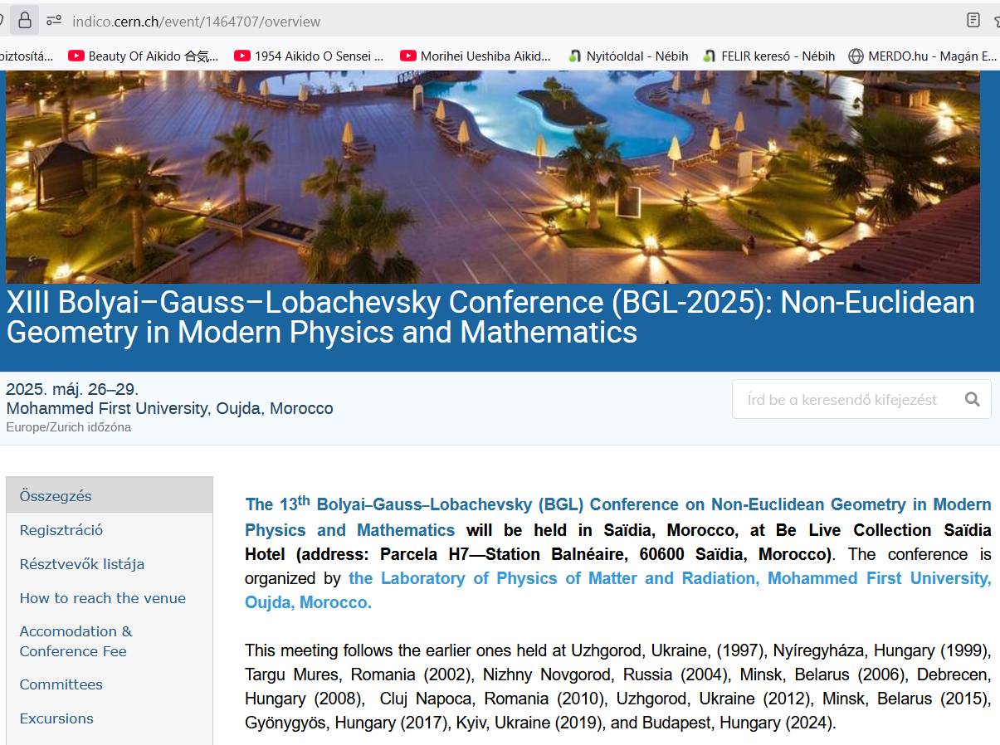 indico.cern.ch/event/1464707/overview
biztosítá... Beauty Of Aikido 合気... 1954 Aikido O Sensei ... Morihei Ueshiba Aikid... Nyitóoldal - Nébih FELIR kereső - Nébih MERDO.hu - Magán E...
XIII Bolyai–Gauss–Lobachevsky Conference (BGL-2025): Non-Euclidean
Geometry in Modern Physics and Mathematics
2025. máj. 26–29.
Mohammed First University, Oujda, Morocco
Europe/Zurich időzóna
Írd be a keresendő kifejezést
Összegzés
Regisztráció
Résztvevők listája
How to reach the venue
Accomodation &
Conference Fee
Committees
Excursions
The 13th Bolyai–Gauss–Lobachevsky (BGL) Conference on Non-Euclidean Geometry in Modern
Physics and Mathematics will be held in Saïdia, Morocco, at Be Live Collection Saïdia
Hotel (address: Parcela H7—Station Balnéaire, 60600 Saïdia, Morocco). The conference is
organized by the Laboratory of Physics of Matter and Radiation, Mohammed First University,
Oujda, Morocco.
This meeting follows the earlier ones held at Uzhgorod, Ukraine, (1997), Nyíregyháza, Hungary (1999),
Targu Mures, Romania (2002), Nizhny Novgorod, Russia (2004), Minsk, Belarus (2006), Debrecen,
Hungary (2008), Cluj Napoca, Romania (2010), Uzhgorod, Ukraine (2012), Minsk, Belarus (2015),
Gyöngygyös, Hungary (2017), Kyiv, Ukraine (2019), and Budapest, Hungary (2024).